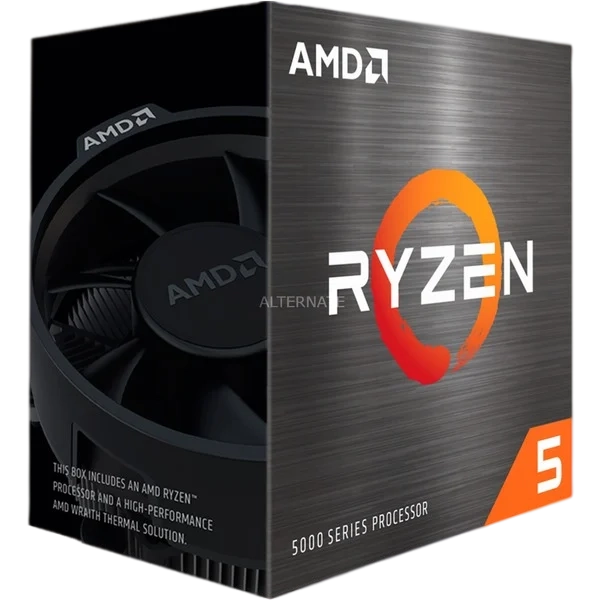 AMD
AMD
ALTERNATE
THIS BOX INCLUDES AN AMD RYZEN™
PROCESSOR AND A HIGH-PERFORMANCE
AMD WRAITH THERMAL SOLUTION.
AMD
RYZEN
5
5000 SERIES PROCESSOR